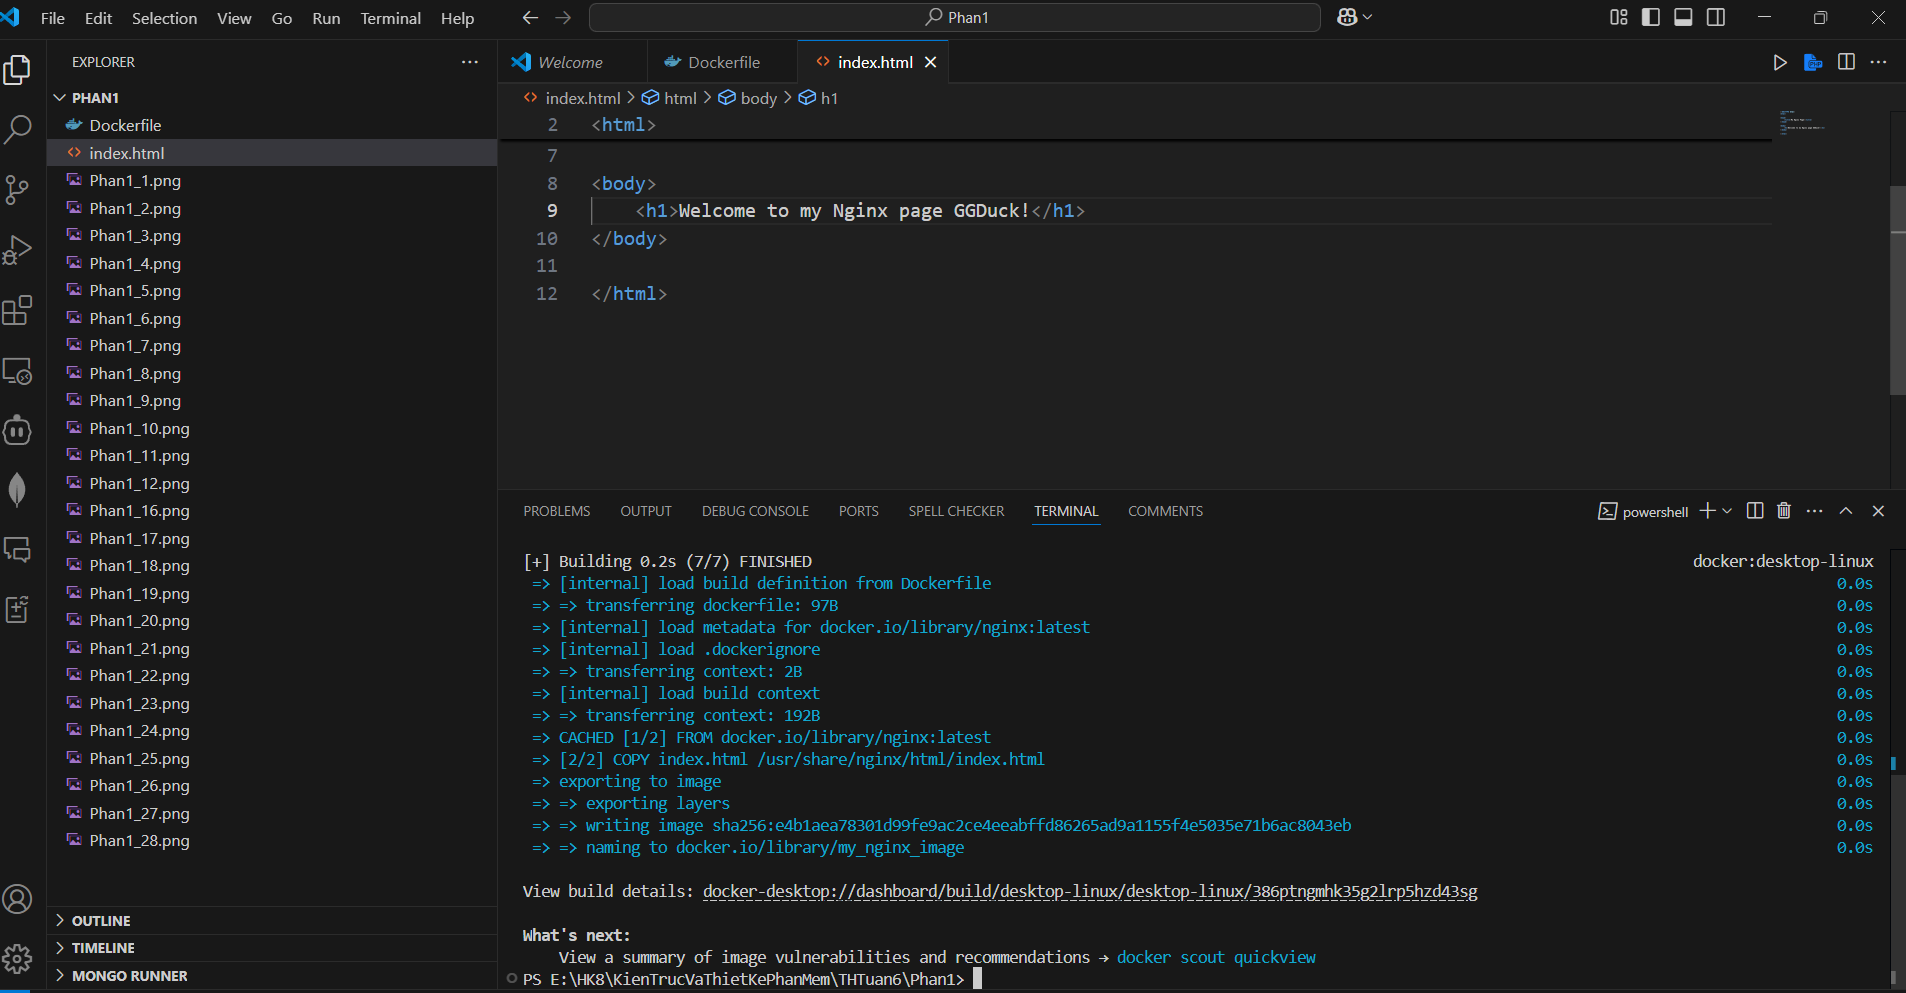 File Edit Selection View Go Run Terminal Help
Phan1
EXPLORER
PHAN1
Dockerfile
index.html
Phan1_1.png
Phan1_2.png
Phan1_3.png
Phan1_4.png
Phan1_5.png
Phan1_6.png
Phan1_7.png
Phan1_8.png
Phan1_9.png
Phan1_10.png
Phan1_11.png
Phan1_12.png
Phan1_16.png
Phan1_17.png
Phan1_18.png
Phan1_19.png
Phan1_20.png
Phan1_21.png
Phan1_22.png
Phan1_23.png
Phan1_24.png
Phan1_25.png
Phan1_26.png
Phan1_27.png
Phan1_28.png
OUTLINE
TIMELINE
MONGO RUNNER
Welcome Dockerfile index.html
index.html > html > body > h1
2 <html>
7
8 <body>
9 <h1>Welcome to my Nginx page GGDuck!</h1>
10 </body>
11
12 </html>
PROBLEMS OUTPUT DEBUG CONSOLE PORTS SPELL CHECKER TERMINAL COMMENTS powershell
[+] Building 0.2s (7/7) FINISHED docker:desktop-linux
=> [internal] load build definition from Dockerfile 0.0s
=> => transferring dockerfile: 97B 0.0s
=> [internal] load metadata for docker.io/library/nginx:latest 0.0s
=> [internal] load .dockerignore 0.0s
=> => transferring context: 2B 0.0s
=> [internal] load build context 0.0s
=> => transferring context: 192B 0.0s
=> CACHED [1/2] FROM docker.io/library/nginx:latest 0.0s
=> [2/2] COPY index.html /usr/share/nginx/html/index.html 0.0s
=> exporting to image 0.0s
=> => exporting layers 0.0s
=> => writing image sha256:e4b1aea78301d99fe9ac2ce4eeabffd86265ad9a1155f4e5035e71b6ac8043eb 0.0s
=> => naming to docker.io/library/my_nginx_image 0.0s
View build details: docker-desktop://dashboard/build/desktop-linux/desktop-linux/386ptngmhk35g2lrp5hzd43sg
What's next:
View a summary of image vulnerabilities and recommendations → docker scout quickview
PS E:\HK8\KienTrucVaThietKePhanMem\THTuan6\Phan1>